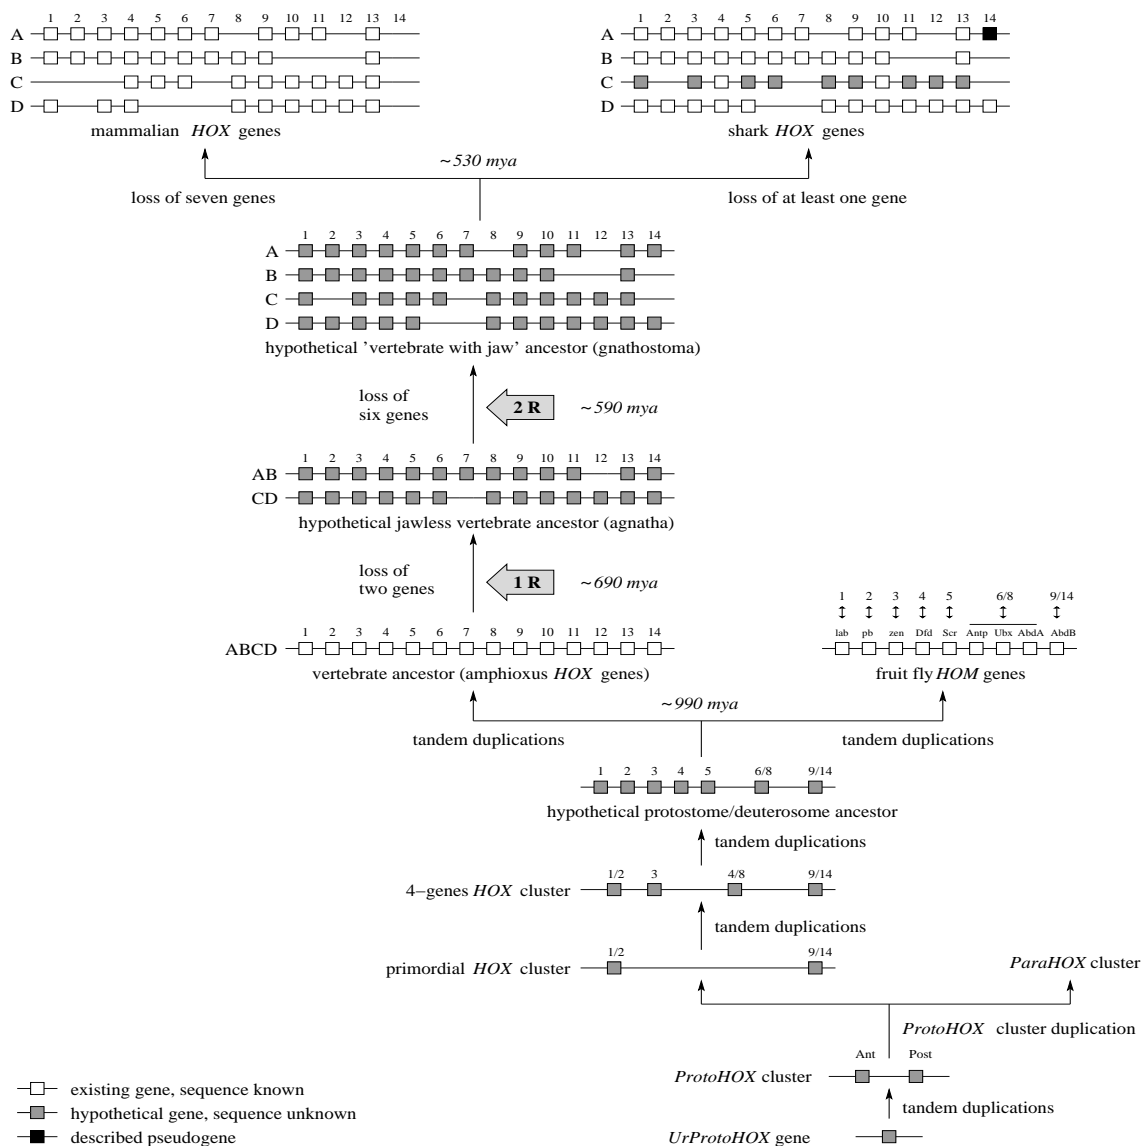 1 2 3 4 5 6 7 8 9 10 11 12 13 14
A
B
C
D
mammalian HOX genes
1 2 3 4 5 6 7 8 9 10 11 12 13 14
A
B
C
D
shark HOX genes
~530 mya
loss of seven genes
loss of at least one gene
1 2 3 4 5 6 7 8 9 10 11 12 13 14
A
B
C
D
hypothetical 'vertebrate with jaw' ancestor (gnathostoma)
loss of
six genes
2 R
~590 mya
1 2 3 4 5 6 7 8 9 10 11 12 13 14
AB
CD
hypothetical jawless vertebrate ancestor (agnatha)
loss of
two genes
1 R
~690 mya
1 2 3 4 5 6 7 8 9 10 11 12 13 14
ABCD
vertebrate ancestor (amphioxus HOX genes)
1 2 3 4 5 6/8 9/14
lab pb zen Dfd Scr Antp Ubx AbdA AbdB
fruit fly HOM genes
~990 mya
tandem duplications
tandem duplications
1 2 3 4 5 6/8 9/14
hypothetical protostome/deuterosome ancestor
tandem duplications
1/2 3 4/8 9/14
4-genes HOX cluster
tandem duplications
1/2 9/14
primordial HOX cluster
ParaHOX cluster
ProtoHOX cluster duplication
Ant Post
ProtoHOX cluster
tandem duplications
UrProtoHOX gene
existing gene, sequence known
hypothetical gene, sequence unknown
described pseudogene